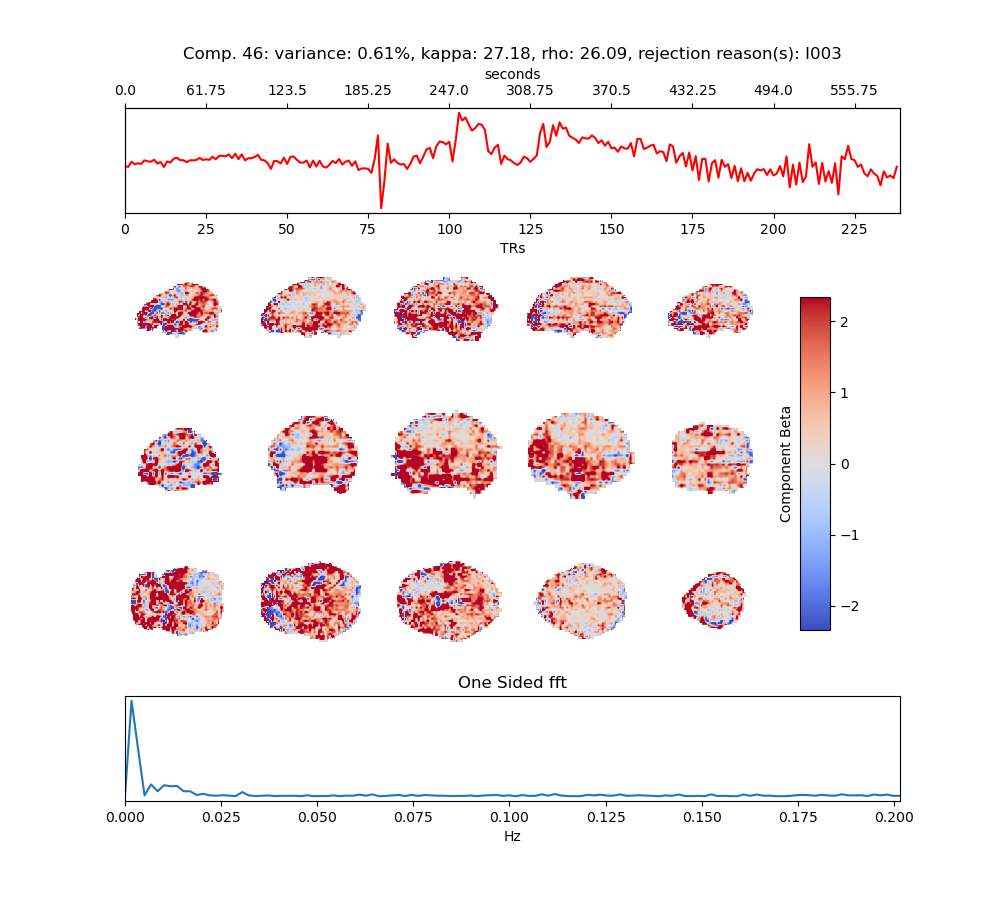 Comp. 46: variance: 0.61%, kappa: 27.18, rho: 26.09, rejection reason(s): I003
seconds
0.0 61.75 123.5 185.25 247.0 308.75 370.5 432.25 494.0 555.75
0 25 50 75 100 125 150 175 200 225
TRs
2
1
0
−1
−2
Component Beta
One Sided fft
0.000 0.025 0.050 0.075 0.100 0.125 0.150 0.175 0.200
Hz